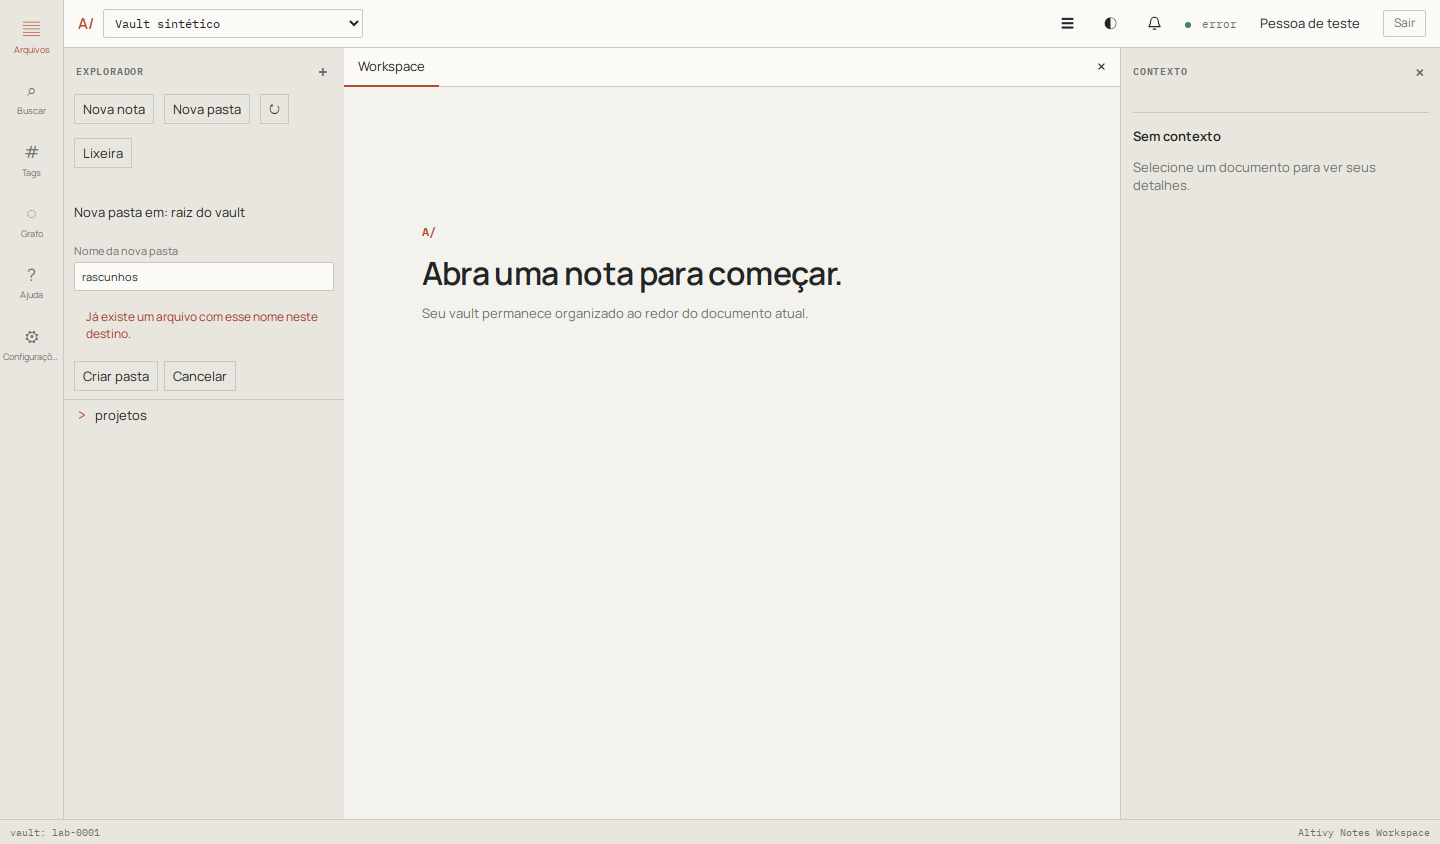 Arquivos
Buscar
Tags
Grafo
Ajuda
Configuraçõ…
A/
Vault sintético
error
Pessoa de teste
Sair
EXPLORADOR
Nova nota
Nova pasta
Lixeira
Nova pasta em: raiz do vault
Nome da nova pasta
rascunhos
Já existe um arquivo com esse nome neste
destino.
Criar pasta
Cancelar
> projetos
Workspace
×
A/
Abra uma nota para começar.
Seu vault permanece organizado ao redor do documento atual.
CONTEXTO
×
Sem contexto
Selecione um documento para ver seus
detalhes.
vault: lab-0001
Altivy Notes Workspace